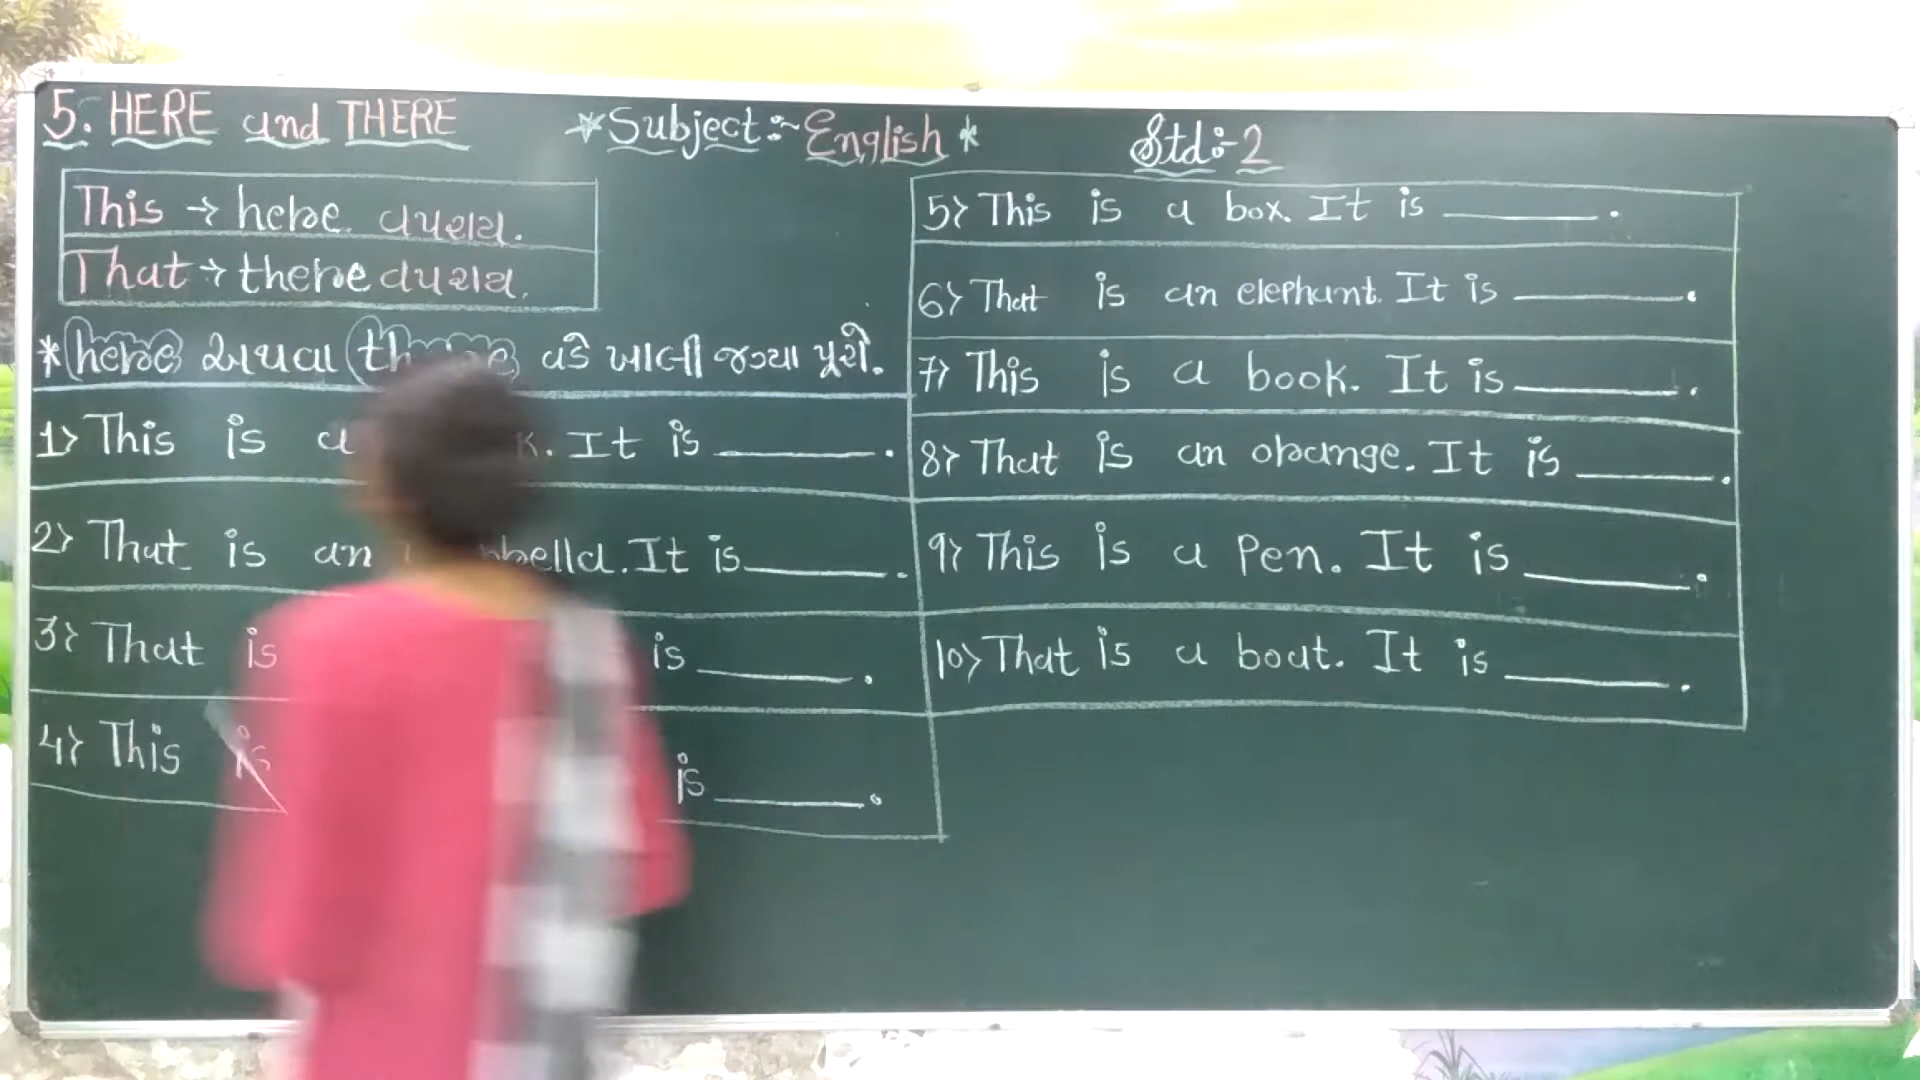 5. HERE and THERE
*Subject:~ English*
Std:-2
This → here. વપરાય.
That → there વપરાય.
*here અથવા વડે ખાલી જગ્યા પૂરો.
1> This is a It is ______.
2> That is an It is ______.
3> That is is ______.
4> This is is ______.
5> This is a box. It is ______.
6> That is an elephant. It is ______.
7> This is a book. It is ______.
8> That is an orange. It is ______.
9> This is a Pen. It is ______.
10> That is a boat. It is ______.